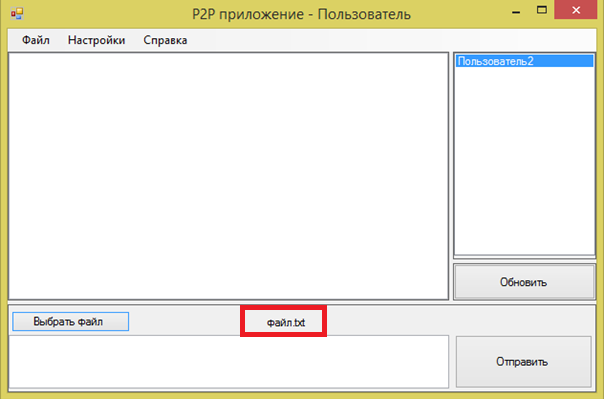 P2P приложение - Пользователь
Файл Настройки Справка
Пользователь2
Обновить
Выбрать файл
файл.txt
Отправить